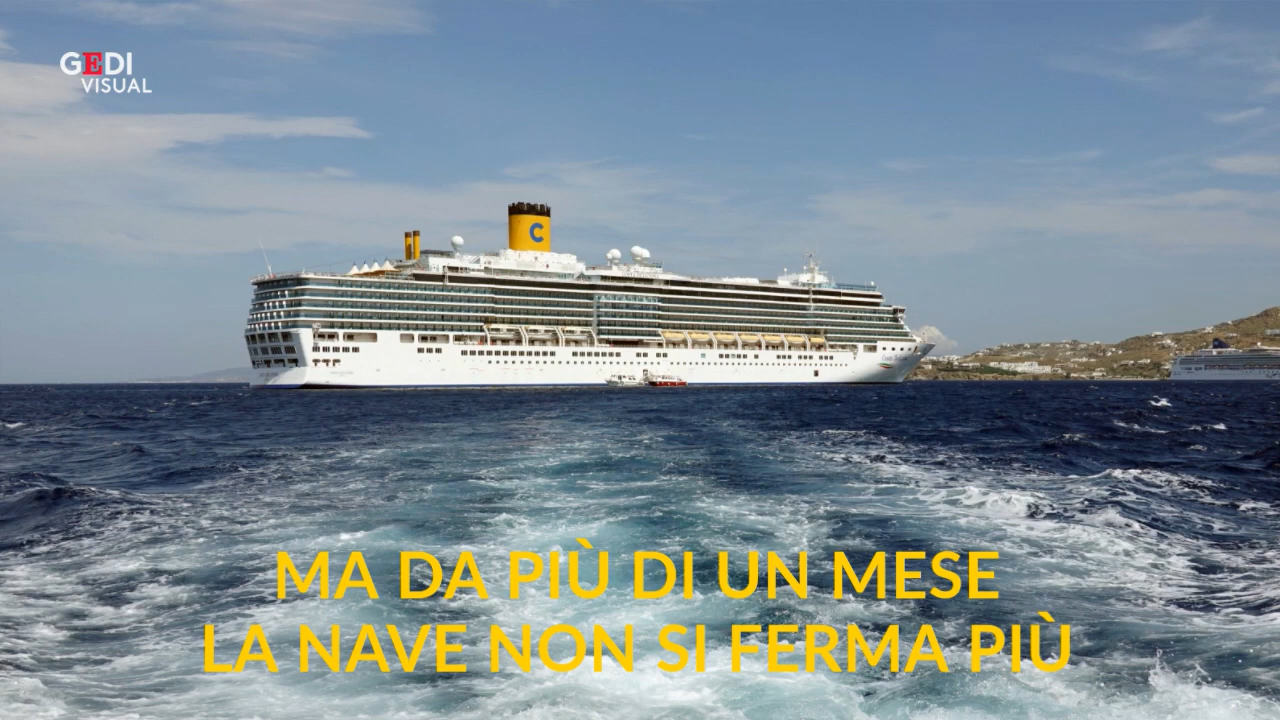 GEDI
VISUAL
C
MA DA PIÙ DI UN MESE
LA NAVE NON SI FERMA PIÙ